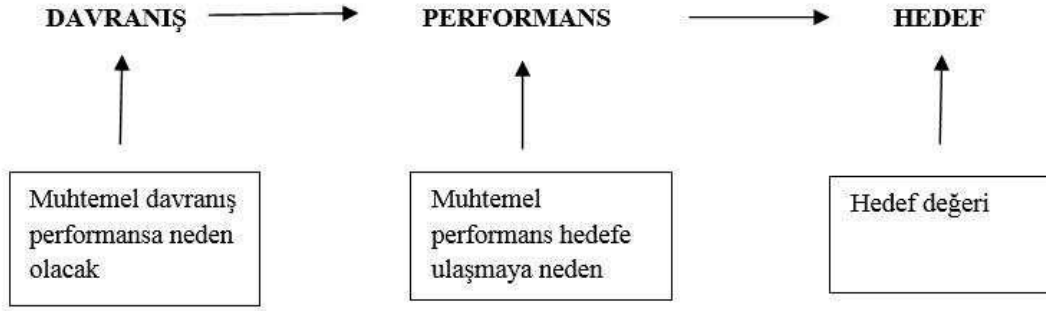 DAVRANIŞ
PERFORMANS
HEDEF
Muhtemel davranış
performansa neden
olacak
Muhtemel
performans hedefe
ulaşmaya neden
Hedef değeri